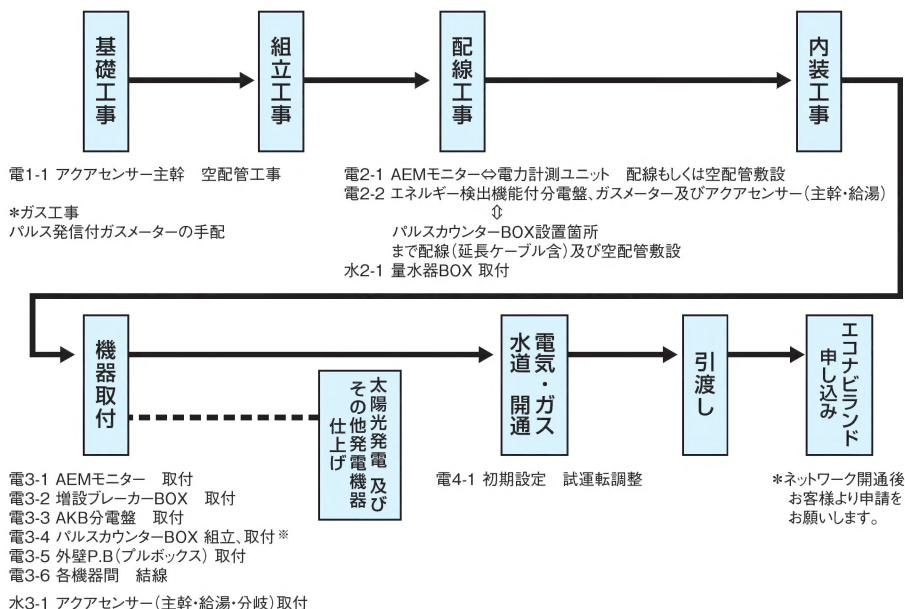 基礎工事
組立工事
配線工事
内装工事
電1-1 アクアセンサー主幹　空配管工事
＊ガス工事
パルス発信付ガスメーターの手配
電2-1 AEMモニター⇔電力計測ユニット　配線もしくは空配管敷設
電2-2 エネルギー検出機能付分電盤、ガスメーター及びアクアセンサー（主幹・給湯）
⇕
パルスカウンターBOX設置箇所
まで配線（延長ケーブル含）及び空配管敷設
水2-1 量水器BOX 取付
機器取付
太陽光発電 及び
その他発電機器
仕上げ
電気・ガス
水道 開通
引渡し
エコナビランド
申し込み
電3-1 AEMモニター　取付
電3-2 増設ブレーカーBOX　取付
電3-3 AKB分電盤　取付
電3-4 パルスカウンターBOX 組立、取付※
電3-5 外壁P.B（プルボックス） 取付
電3-6 各機器間　結線
水3-1 アクアセンサー（主幹・給湯・分岐）取付
電4-1 初期設定　試運転調整
＊ネットワーク開通後
お客様より申請を
お願いします。